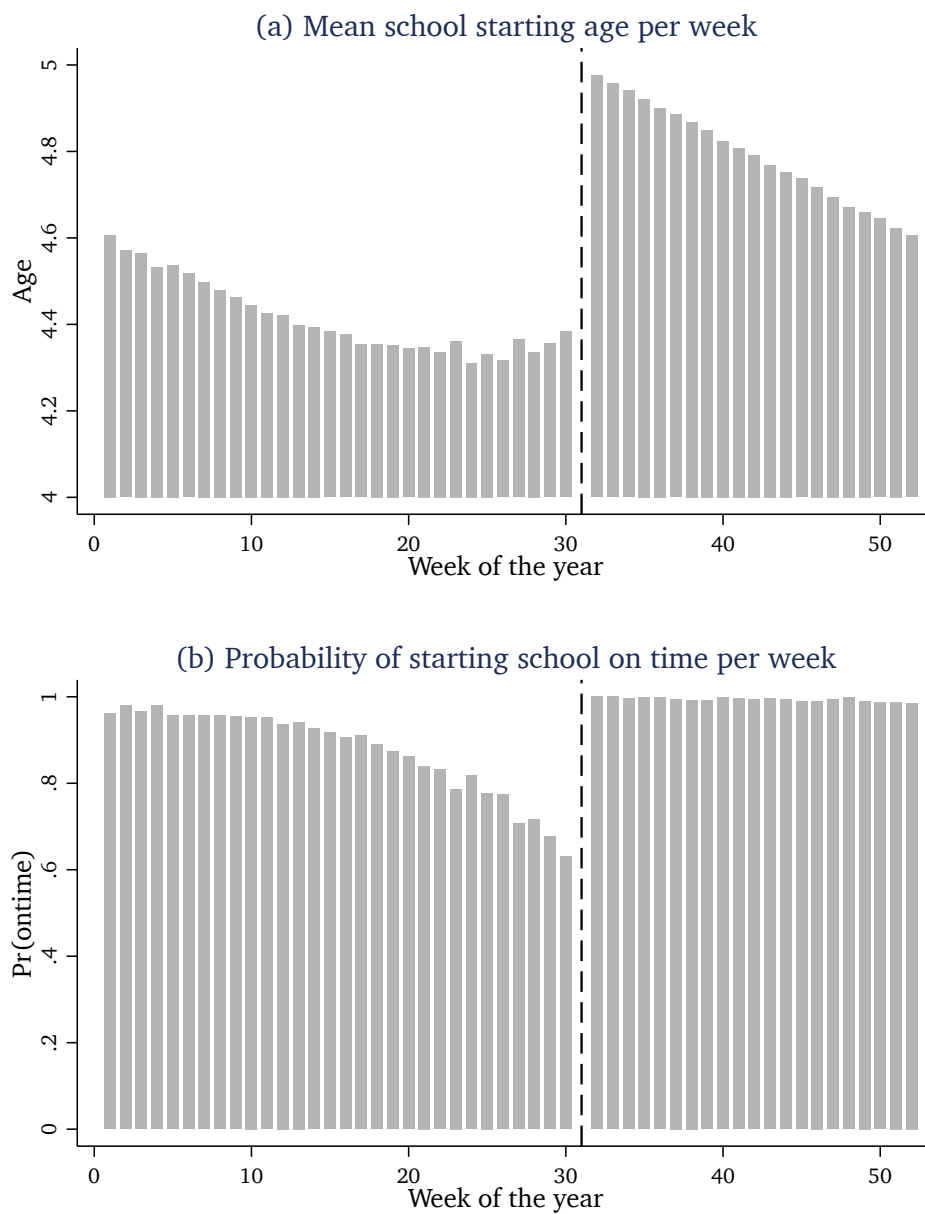 (a) Mean school starting age per week
5
4.8
4.6
4.4
4.2
4
Age
0 10 20 30 40 50
Week of the year
(b) Probability of starting school on time per week
1
.8
.6
.4
.2
0
Pr(ontime)
0 10 20 30 40 50
Week of the year